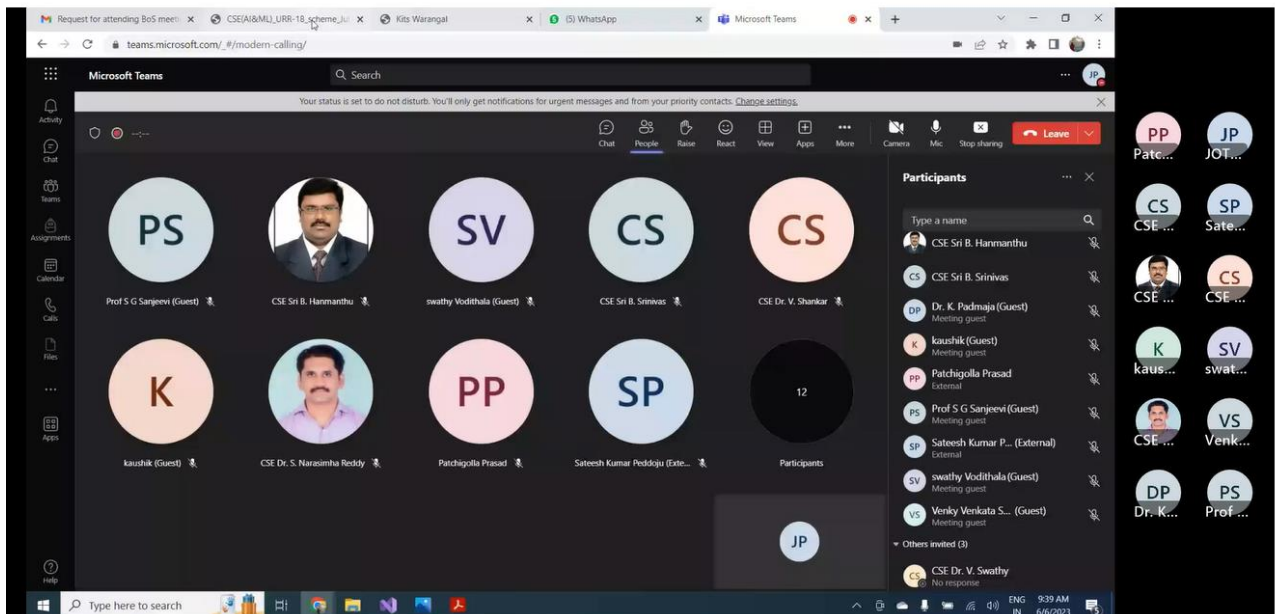 Request for attending BoS meeti
CSE(AI&ML)_URR-18_scheme_Ju
Kits Warangal
(5) WhatsApp
Microsoft Teams
teams.microsoft.com/_#/modern-calling/
Microsoft Teams
Search
JP
Your status is set to do not disturb. You'll only get notifications for urgent messages and from your priority contacts. Change settings.
Activity
Chat
Teams
Assignments
Calendar
Calls
Files
Apps
Help
--:--
Chat
People
Raise
React
View
Apps
More
Camera
Mic
Stop sharing
Leave
PS
SV
CS
CS
Prof S G Sanjeevi (Guest)
CSE Sri B. Hanmanthu
swathy Vodithala (Guest)
CSE Sri B. Srinivas
CSE Dr. V. Shankar
K
PP
SP
12
kaushik (Guest)
CSE Dr. S. Narasimha Reddy
Patchigolla Prasad
Sateesh Kumar Peddoju (Exte...
Participants
JP
Participants
Type a name
CSE Sri B. Hanmanthu
CS
CSE Sri B. Srinivas
DP
Dr. K. Padmaja (Guest)
Meeting guest
K
kaushik (Guest)
Meeting guest
PP
Patchigolla Prasad
External
PS
Prof S G Sanjeevi (Guest)
Meeting guest
SP
Sateesh Kumar P... (External)
External
SV
swathy Vodithala (Guest)
Meeting guest
VS
Venky Venkata S... (Guest)
Meeting guest
Others invited (3)
CS
CSE Dr. V. Swathy
No response
PP
JP
Patc...
JOT...
CS
SP
CSE ...
Sate...
CS
CSE ...
CSE ...
K
SV
kaus...
swat...
VS
CSE ...
Venk...
DP
PS
Dr. K...
Prof ...
Type here to search
ENG
IN
9:39 AM
6/6/2023